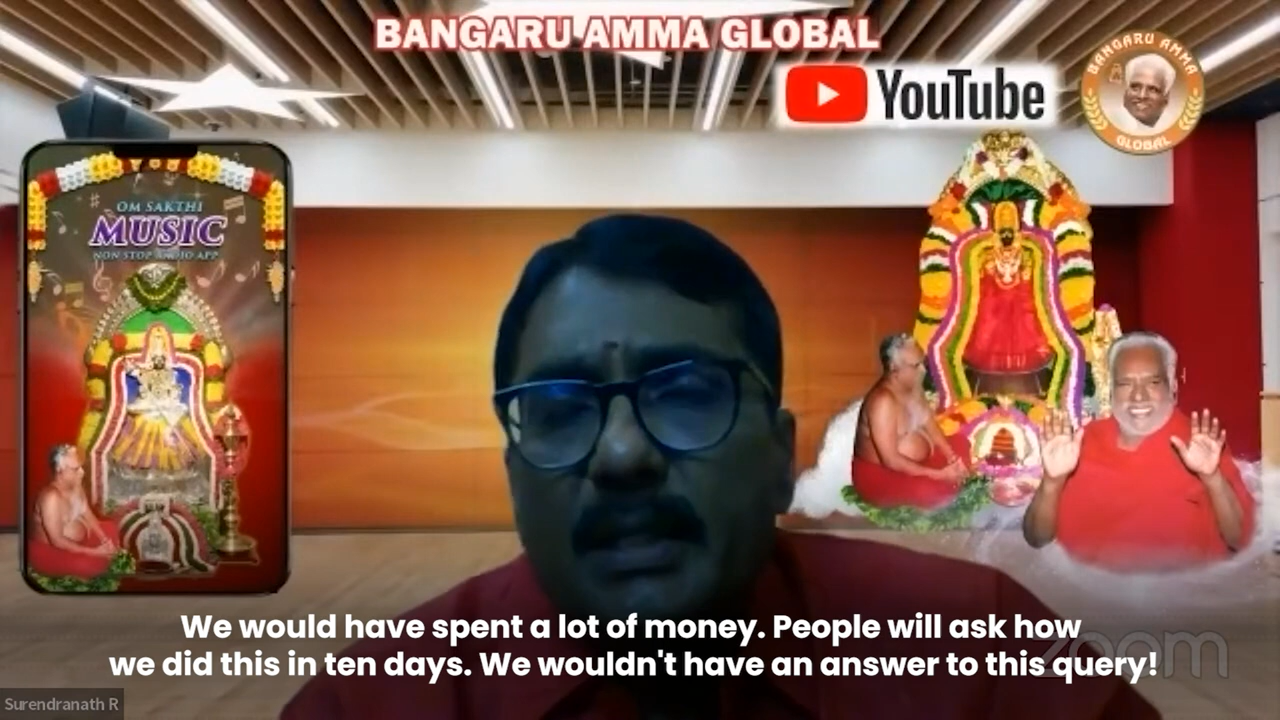 BANGARU AMMA GLOBAL
YouTube
BANGARU AMMA
GLOBAL
OM SAKTHI
MUSIC
NON STOP RADIO APP
We would have spent a lot of money. People will ask how
we did this in ten days. We wouldn't have an answer to this query!
zoom
Surendranath R